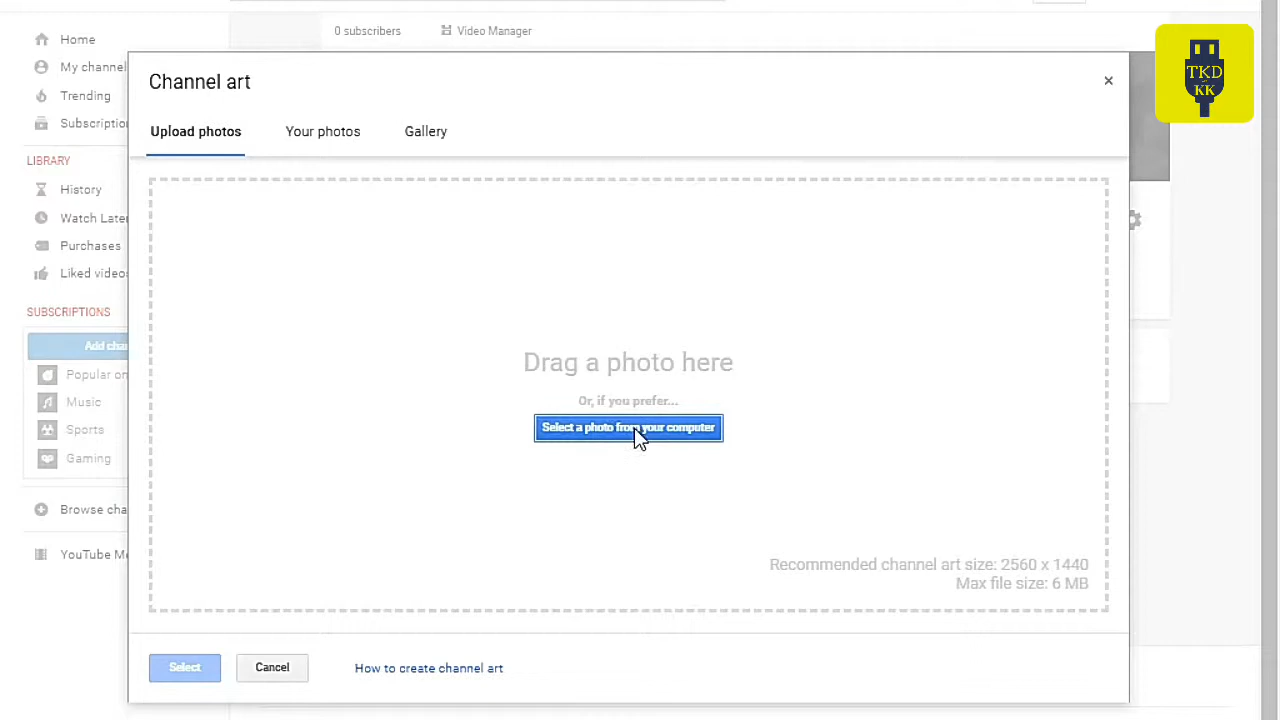 0 subscribers
Video Manager
Home
My channel
Trending
LIBRARY
History
Purchases
SUBSCRIPTIONS
Music
Sports
Gaming
Channel art
Upload photos
Your photos
Gallery
Drag a photo here
Or, if you prefer...
Select a photo from your computer
Recommended channel art size: 2560 x 1440
Max file size: 6 MB
Select
Cancel
How to create channel art
TKD
KK